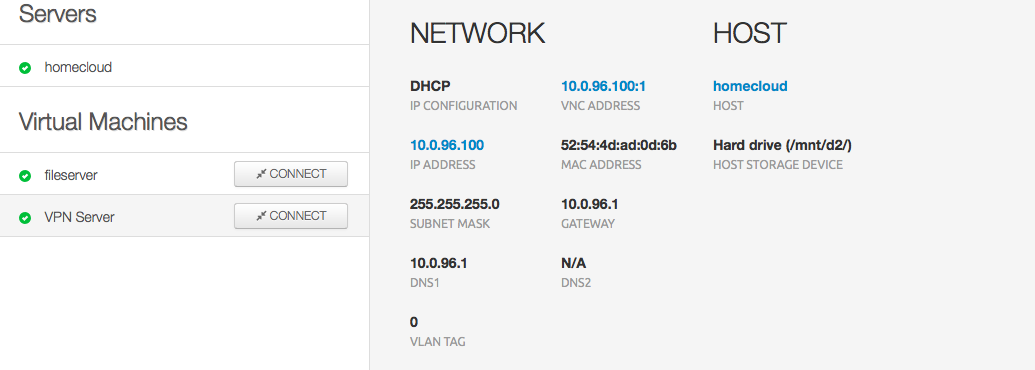 Servers
homecloud
Virtual Machines
fileserver CONNECT
VPN Server CONNECT
NETWORK HOST
DHCP 10.0.96.100:1 homecloud
IP CONFIGURATION VNC ADDRESS HOST
10.0.96.100 52:54:4d:ad:0d:6b Hard drive (/mnt/d2/)
IP ADDRESS MAC ADDRESS HOST STORAGE DEVICE
255.255.255.0 10.0.96.1
SUBNET MASK GATEWAY
10.0.96.1 N/A
DNS1 DNS2
0
VLAN TAG